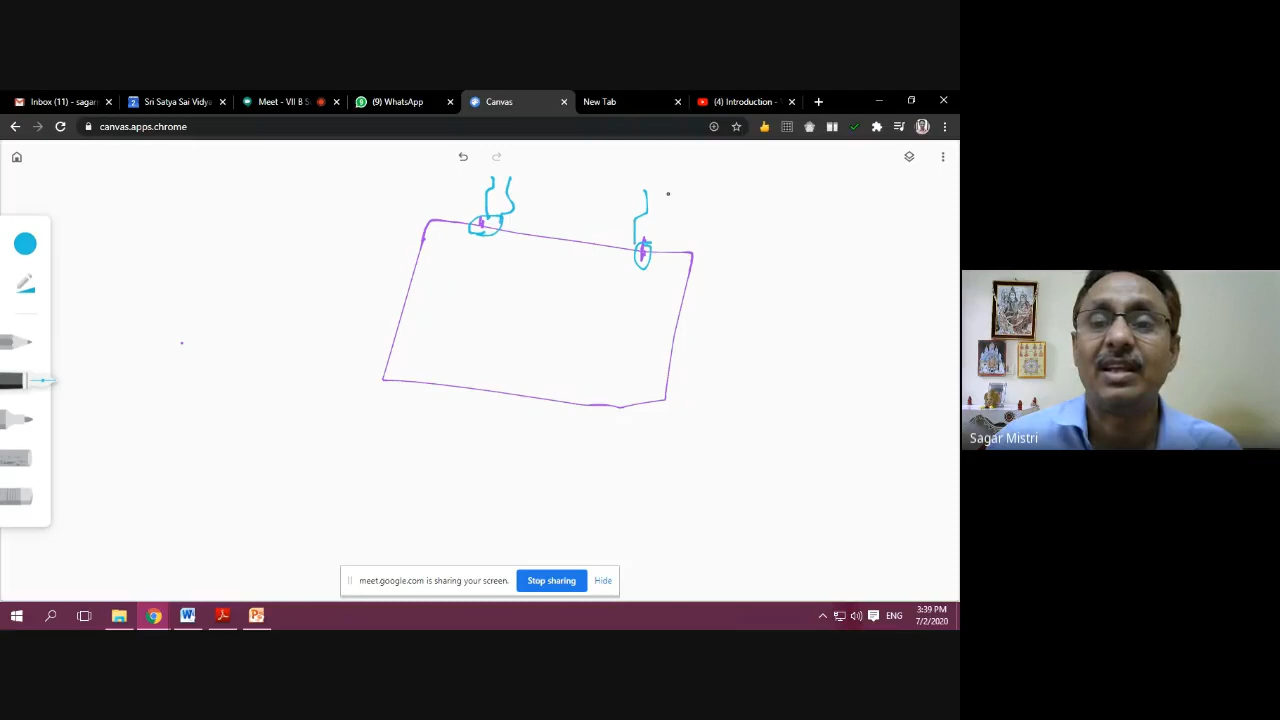 Inbox (11) - sagar
Sri Satya Sai Vidya
Meet - VII B S
(9) WhatsApp
Canvas
New Tab
(4) Introduction -
canvas.apps.chrome
Sagar Mistri
meet.google.com is sharing your screen.
Stop sharing
Hide
ENG
3:39 PM
7/2/2020